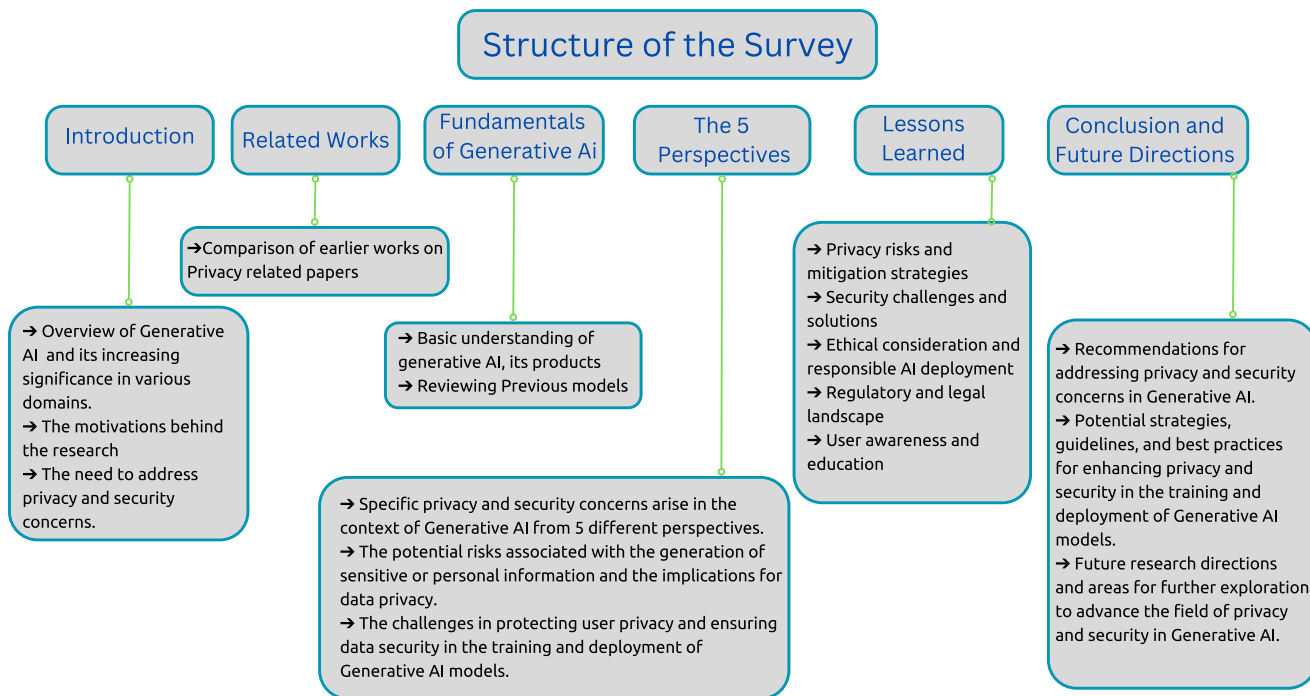 Structure of the Survey
Introduction
Related Works
Fundamentals
of Generative Ai
The 5
Perspectives
Lessons
Learned
Conclusion and
Future Directions
➔ Overview of Generative
AI and its increasing
significance in various
domains.
➔ The motivations behind
the research
➔ The need to address
privacy and security
concerns.
➔Comparison of earlier works on
Privacy related papers
➔ Basic understanding of
generative AI, its products
➔ Reviewing Previous models
➔ Specific privacy and security concerns arise in the
context of Generative AI from 5 different perspectives.
➔ The potential risks associated with the generation of
sensitive or personal information and the implications for
data privacy.
➔ The challenges in protecting user privacy and ensuring
data security in the training and deployment of
Generative AI models.
➔ Privacy risks and
mitigation strategies
➔ Security challenges and
solutions
➔ Ethical consideration and
responsible AI deployment
➔ Regulatory and legal
landscape
➔ User awareness and
education
➔ Recommendations for
addressing privacy and security
concerns in Generative AI.
➔ Potential strategies,
guidelines, and best practices
for enhancing privacy and
security in the training and
deployment of Generative AI
models.
➔ Future research directions
and areas for further exploration
to advance the field of privacy
and security in Generative AI.